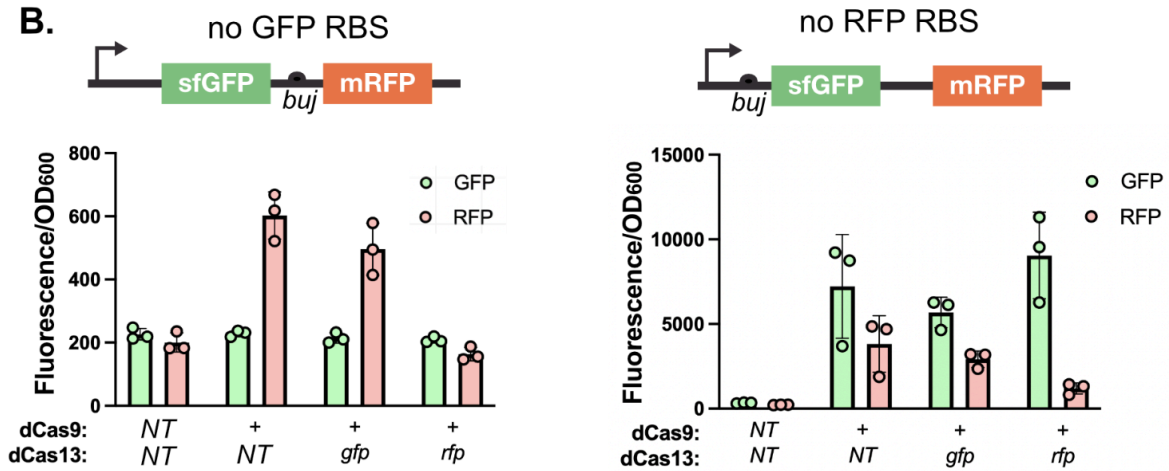 B.
no GFP RBS
sfGFP
mRFP
buj
800
600
400
200
0
Fluorescence/OD600
GFP
RFP
dCas9: NT + + +
dCas13: NT NT gfp rfp
no RFP RBS
sfGFP
mRFP
buj
15000
10000
5000
0
Fluorescence/OD600
GFP
RFP
dCas9: NT + + +
dCas13: NT NT gfp rfp